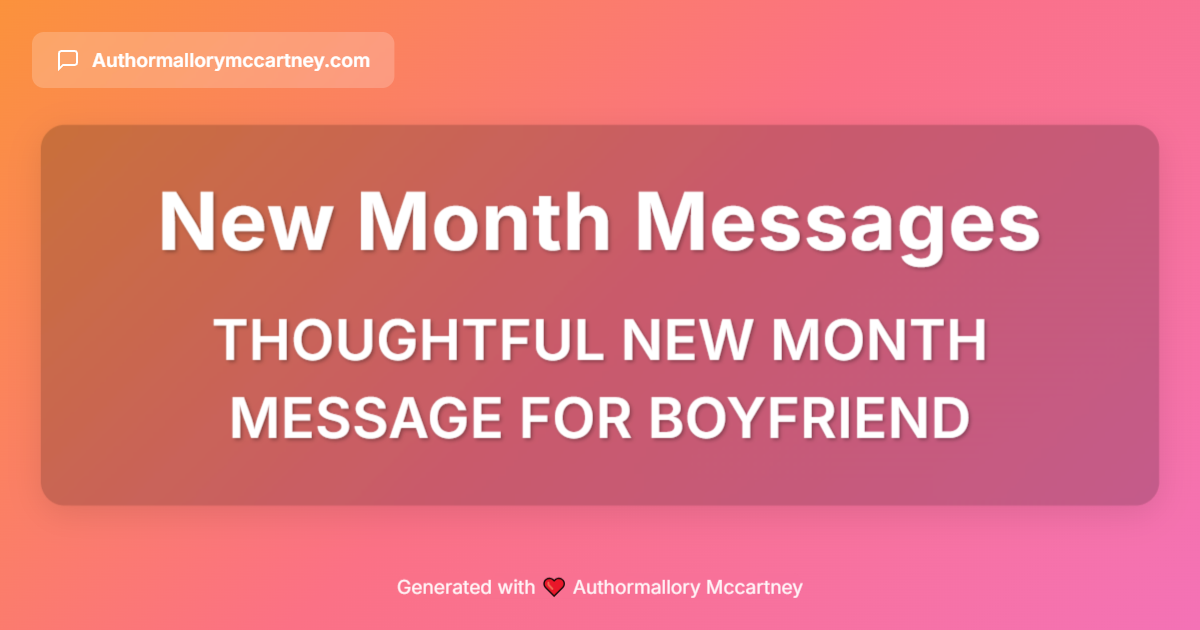 Authormallorymccartney.com
New Month Messages
THOUGHTFUL NEW MONTH
MESSAGE FOR BOYFRIEND
Generated with ❤️ Authormallory Mccartney